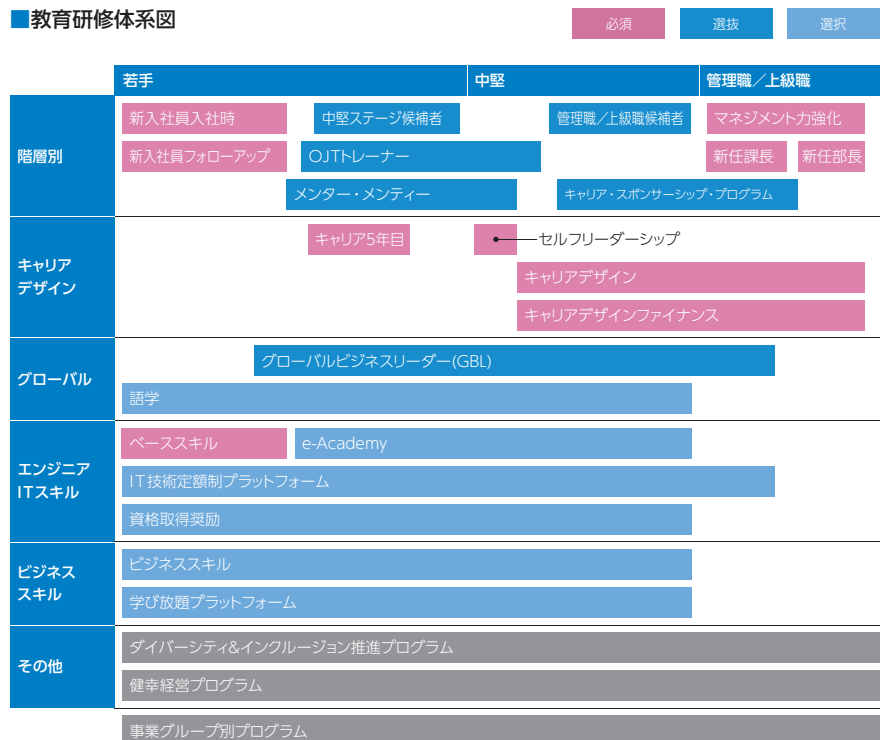 ■教育研修体系図
必須
選抜
選択
若手
中堅
管理職／上級職
階層別
新入社員入社時
中堅ステージ候補者
管理職／上級職候補者
マネジメント力強化
新入社員フォローアップ
OJTトレーナー
新任課長
新任部長
メンター・メンティー
キャリア・スポンサーシップ・プログラム
キャリア
デザイン
キャリア5年目
セルフリーダーシップ
キャリアデザイン
キャリアデザインファイナンス
グローバル
グローバルビジネスリーダー(GBL)
語学
エンジニア
ITスキル
ベーススキル
e-Academy
IT技術定額制プラットフォーム
資格取得奨励
ビジネス
スキル
ビジネススキル
学び放題プラットフォーム
その他
ダイバーシティ&インクルージョン推進プログラム
健幸経営プログラム
事業グループ別プログラム